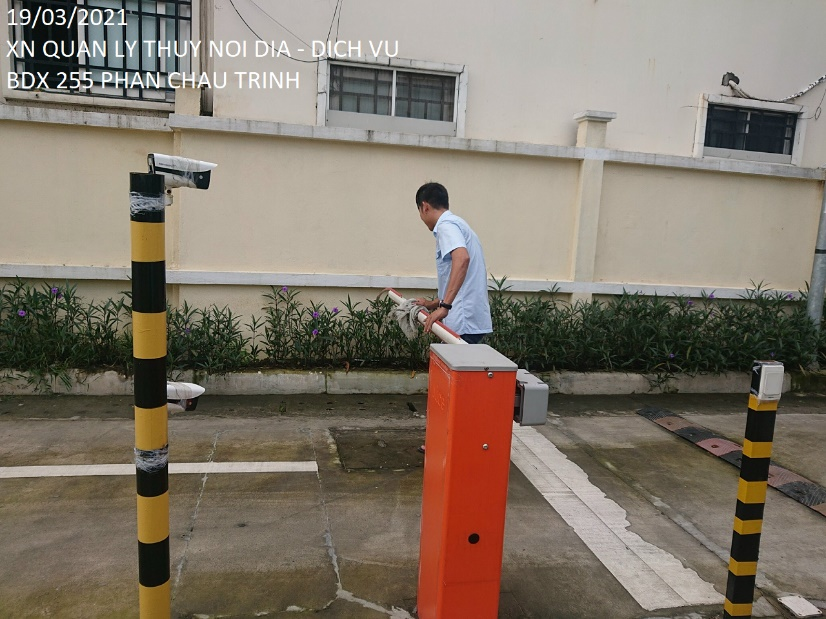 19/03/2021
XN QUAN LY THUY NOI DIA - DICH VU
BDX 255 PHAN CHAU TRINH